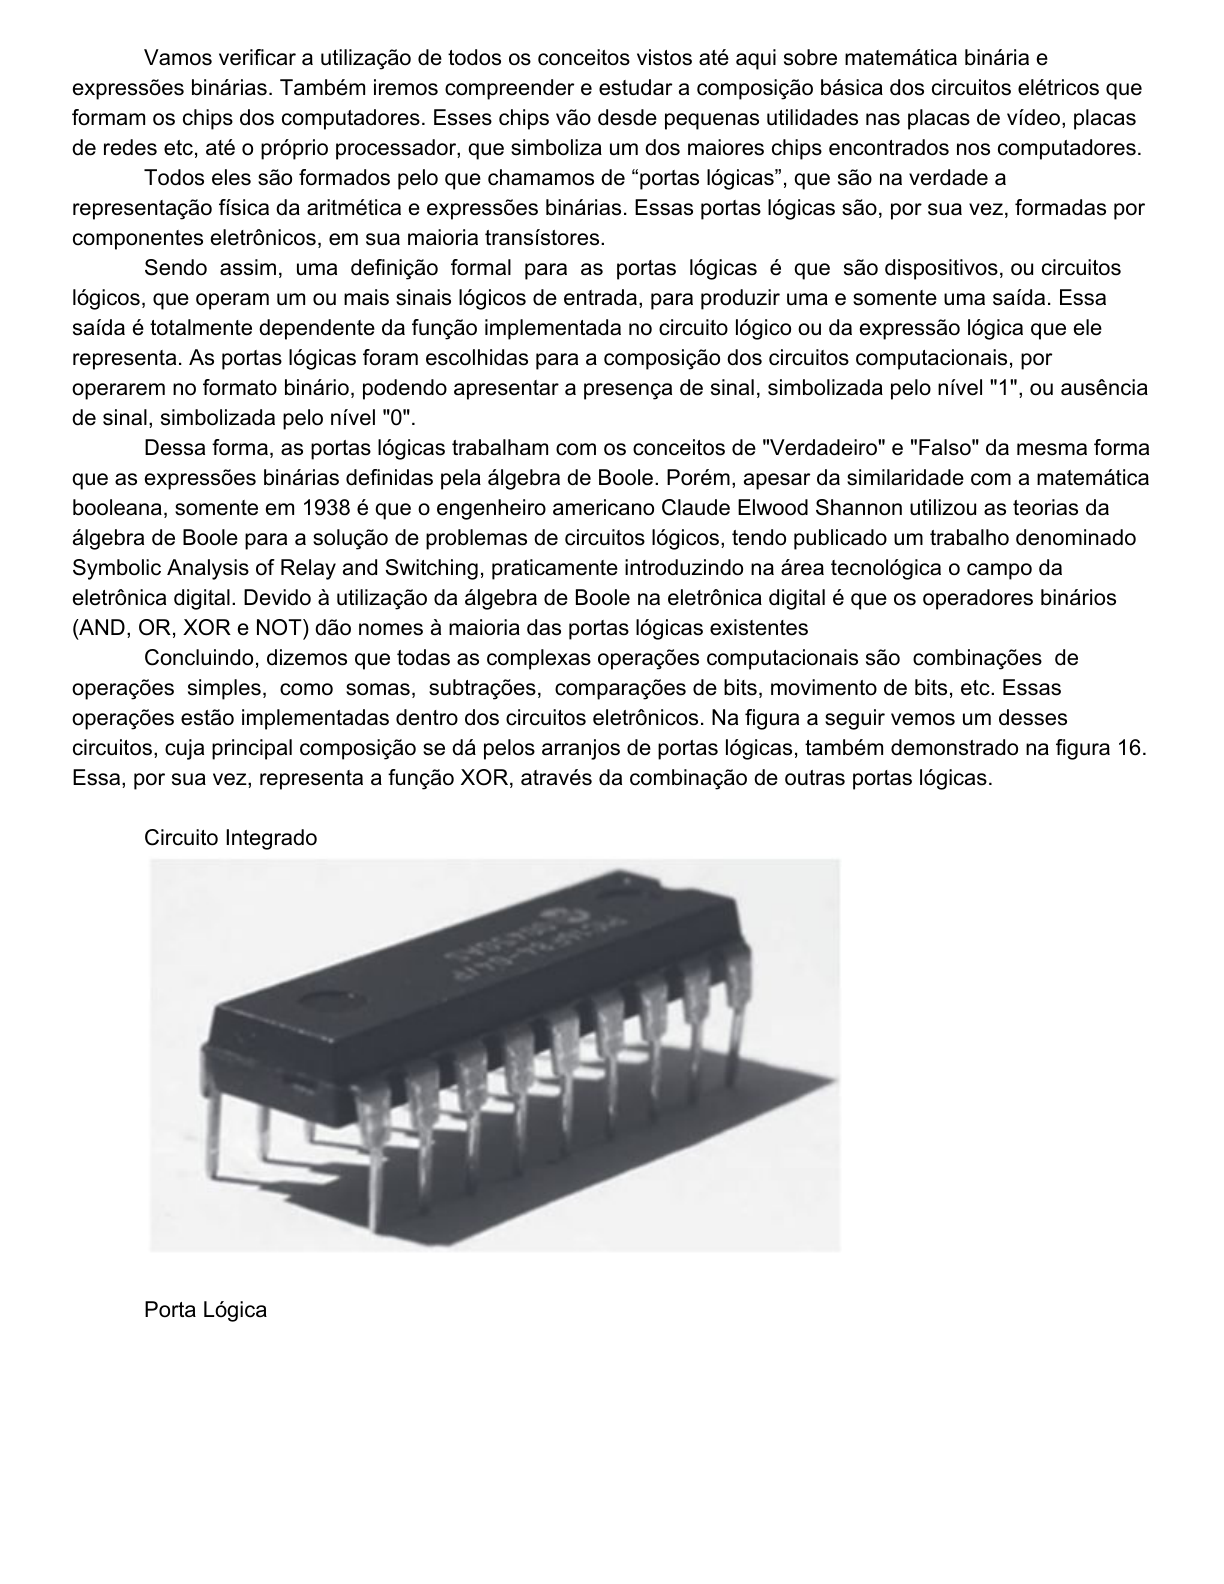 Vamos verificar a utilização de todos os conceitos vistos até aqui sobre matemática binária e
expressões binárias. Também iremos compreender e estudar a composição básica dos circuitos elétricos que
formam os chips dos computadores. Esses chips vão desde pequenas utilidades nas placas de vídeo, placas
de redes etc, até o próprio processador, que simboliza um dos maiores chips encontrados nos computadores.
Todos eles são formados pelo que chamamos de “portas lógicas”, que são na verdade a
representação física da aritmética e expressões binárias. Essas portas lógicas são, por sua vez, formadas por
componentes eletrônicos, em sua maioria transístores.
Sendo assim, uma definição formal para as portas lógicas é que são dispositivos, ou circuitos
lógicos, que operam um ou mais sinais lógicos de entrada, para produzir uma e somente uma saída. Essa
saída é totalmente dependente da função implementada no circuito lógico ou da expressão lógica que ele
representa. As portas lógicas foram escolhidas para a composição dos circuitos computacionais, por
operarem no formato binário, podendo apresentar a presença de sinal, simbolizada pelo nível "1", ou ausência
de sinal, simbolizada pelo nível "0".
Dessa forma, as portas lógicas trabalham com os conceitos de "Verdadeiro" e "Falso" da mesma forma
que as expressões binárias definidas pela álgebra de Boole. Porém, apesar da similaridade com a matemática
booleana, somente em 1938 é que o engenheiro americano Claude Elwood Shannon utilizou as teorias da
álgebra de Boole para a solução de problemas de circuitos lógicos, tendo publicado um trabalho denominado
Symbolic Analysis of Relay and Switching, praticamente introduzindo na área tecnológica o campo da
eletrônica digital. Devido à utilização da álgebra de Boole na eletrônica digital é que os operadores binários
(AND, OR, XOR e NOT) dão nomes à maioria das portas lógicas existentes
Concluindo, dizemos que todas as complexas operações computacionais são combinações de
operações simples, como somas, subtrações, comparações de bits, movimento de bits, etc. Essas
operações estão implementadas dentro dos circuitos eletrônicos. Na figura a seguir vemos um desses
circuitos, cuja principal composição se dá pelos arranjos de portas lógicas, também demonstrado na figura 16.
Essa, por sua vez, representa a função XOR, através da combinação de outras portas lógicas.
Circuito Integrado
Porta Lógica